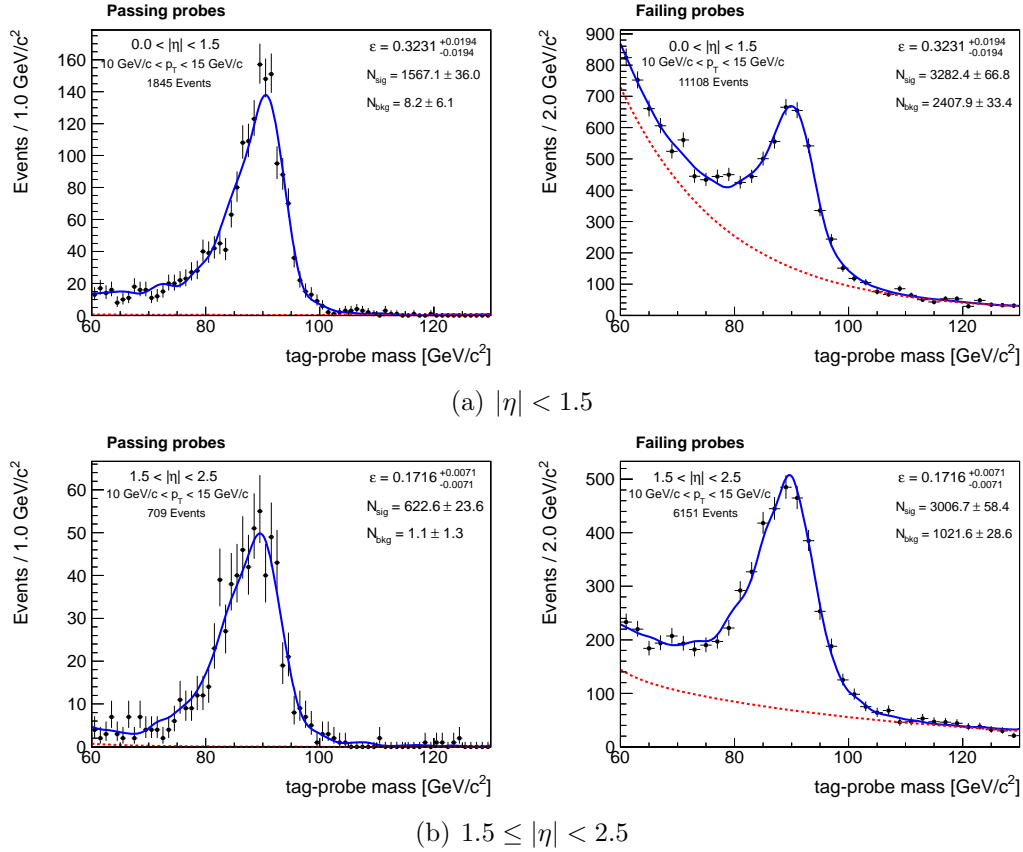 Passing probes
0.0 < |η| < 1.5
10 GeV/c < p_T < 15 GeV/c
1845 Events
ε = 0.3231 +0.0194 -0.0194
N_sig = 1567.1 ± 36.0
N_bkg = 8.2 ± 6.1
Events / 1.0 GeV/c²
160
140
120
100
80
60
40
20
0
60 80 100 120
tag-probe mass [GeV/c²]
Failing probes
0.0 < |η| < 1.5
10 GeV/c < p_T < 15 GeV/c
11108 Events
ε = 0.3231 +0.0194 -0.0194
N_sig = 3282.4 ± 66.8
N_bkg = 2407.9 ± 33.4
Events / 2.0 GeV/c²
900
800
700
600
500
400
300
200
100
0
60 80 100 120
tag-probe mass [GeV/c²]
(a) |η| < 1.5
Passing probes
1.5 < |η| < 2.5
10 GeV/c < p_T < 15 GeV/c
709 Events
ε = 0.1716 +0.0071 -0.0071
N_sig = 622.6 ± 23.6
N_bkg = 1.1 ± 1.3
Events / 1.0 GeV/c²
60
50
40
30
20
10
0
60 80 100 120
tag-probe mass [GeV/c²]
Failing probes
1.5 < |η| < 2.5
10 GeV/c < p_T < 15 GeV/c
6151 Events
ε = 0.1716 +0.0071 -0.0071
N_sig = 3006.7 ± 58.4
N_bkg = 1021.6 ± 28.6
Events / 2.0 GeV/c²
500
400
300
200
100
0
60 80 100 120
tag-probe mass [GeV/c²]
(b) 1.5 ≤ |η| < 2.5